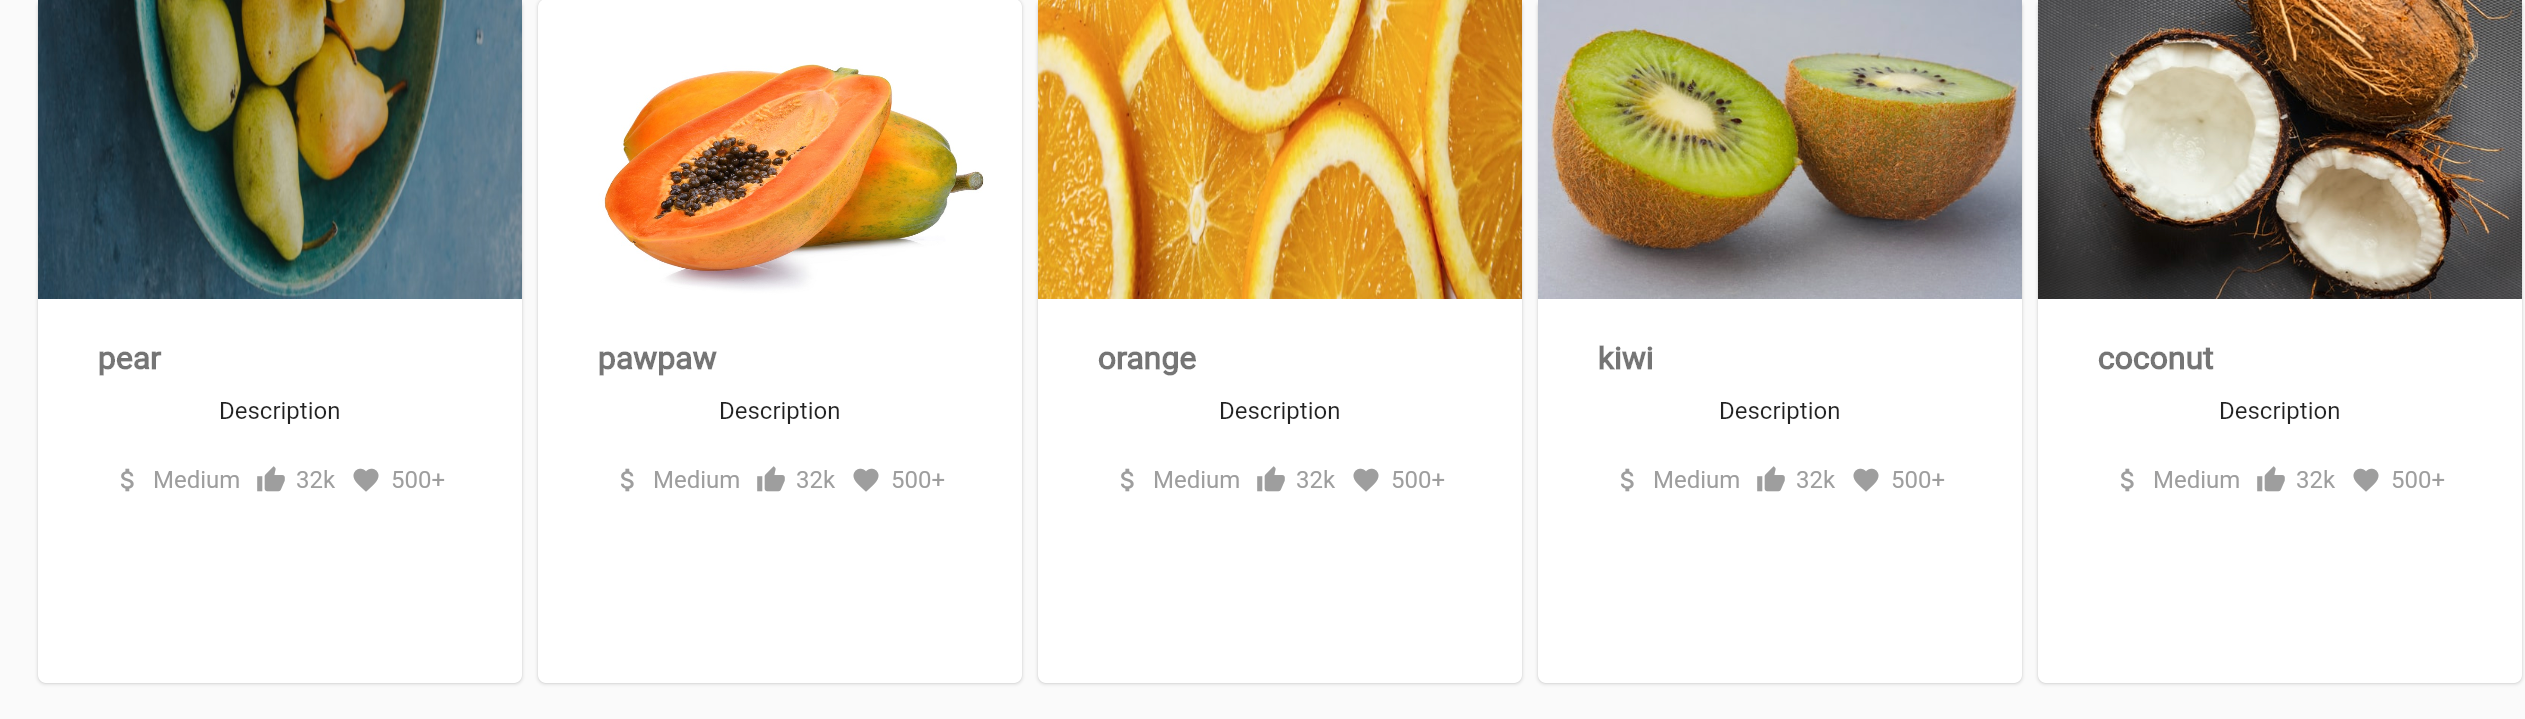 pear
Description
$ Medium 32k 500+
pawpaw
Description
$ Medium 32k 500+
orange
Description
$ Medium 32k 500+
kiwi
Description
$ Medium 32k 500+
coconut
Description
$ Medium 32k 500+